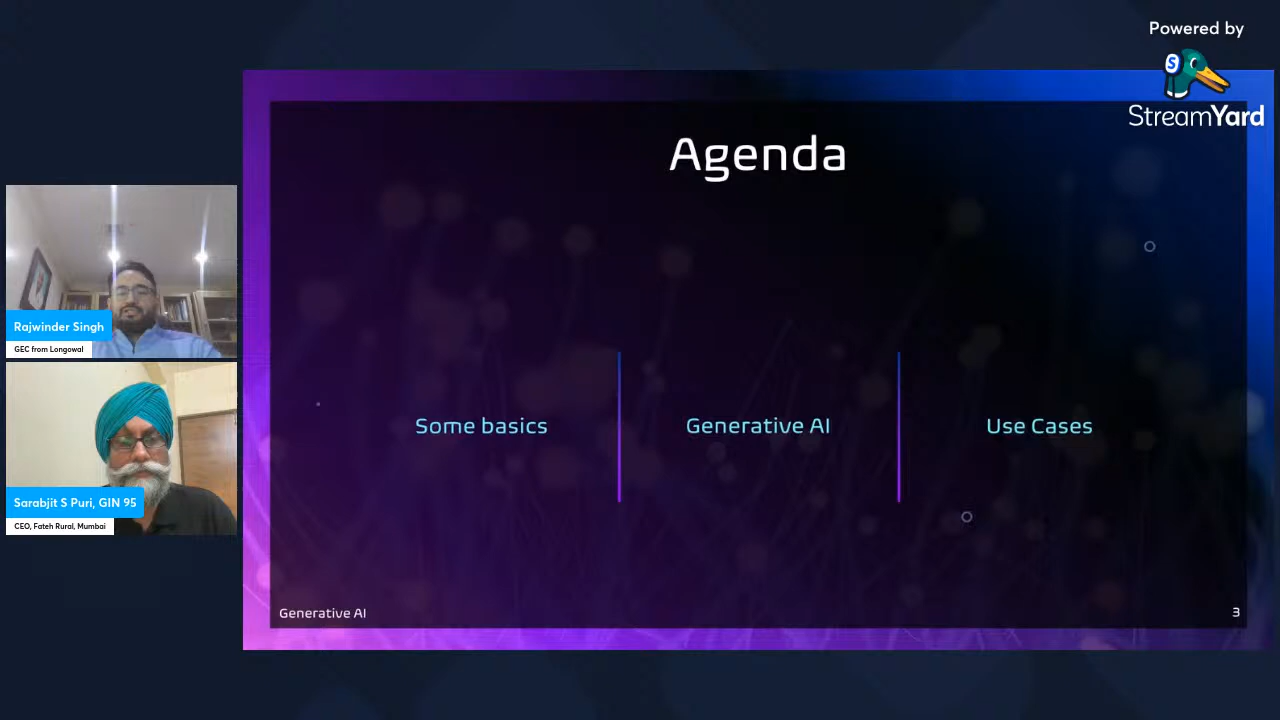 Powered by
StreamYard
Agenda
Rajwinder Singh
GEC from Longowal
Sarabjit S Puri, GIN 95
CEO, Fateh Rural, Mumbai
Some basics
Generative AI
Use Cases
Generative AI
3